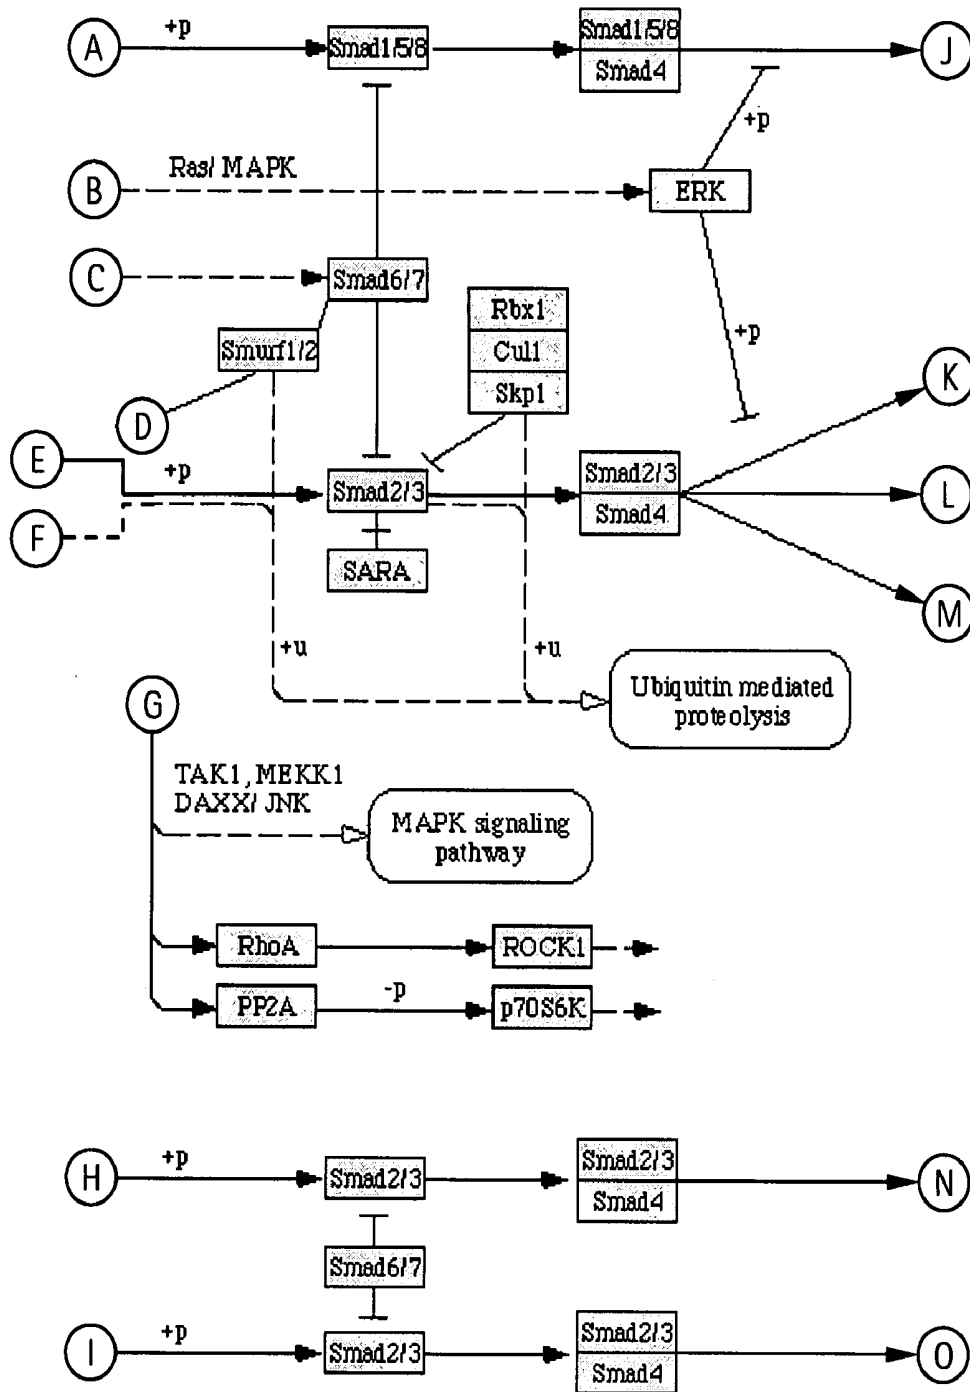 A
+p
Smad1/5/8
Smad1/5/8
Smad4
J
+p
B
Ras/ MAPK
ERK
C
Smad6/7
Rbx1
Cul1
Skp1
Smurf1/2
+p
D
K
E
+p
Smad2/3
Smad2/3
Smad4
L
F
SARA
M
+u
+u
Ubiquitin mediated
proteolysis
G
TAK1, MEKK1
DAXX/ JNK
MAPK signaling
pathway
RhoA
ROCK1
PP2A
-p
p70S6K
H
+p
Smad2/3
Smad2/3
Smad4
N
Smad6/7
I
+p
Smad2/3
Smad2/3
Smad4
O